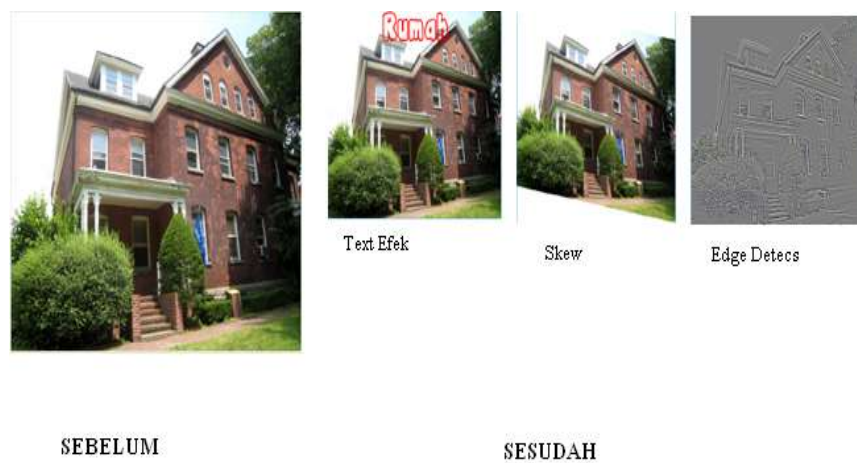 Rumah
Text Efek
Skew
Edge Detecs
SEBELUM
SESUDAH